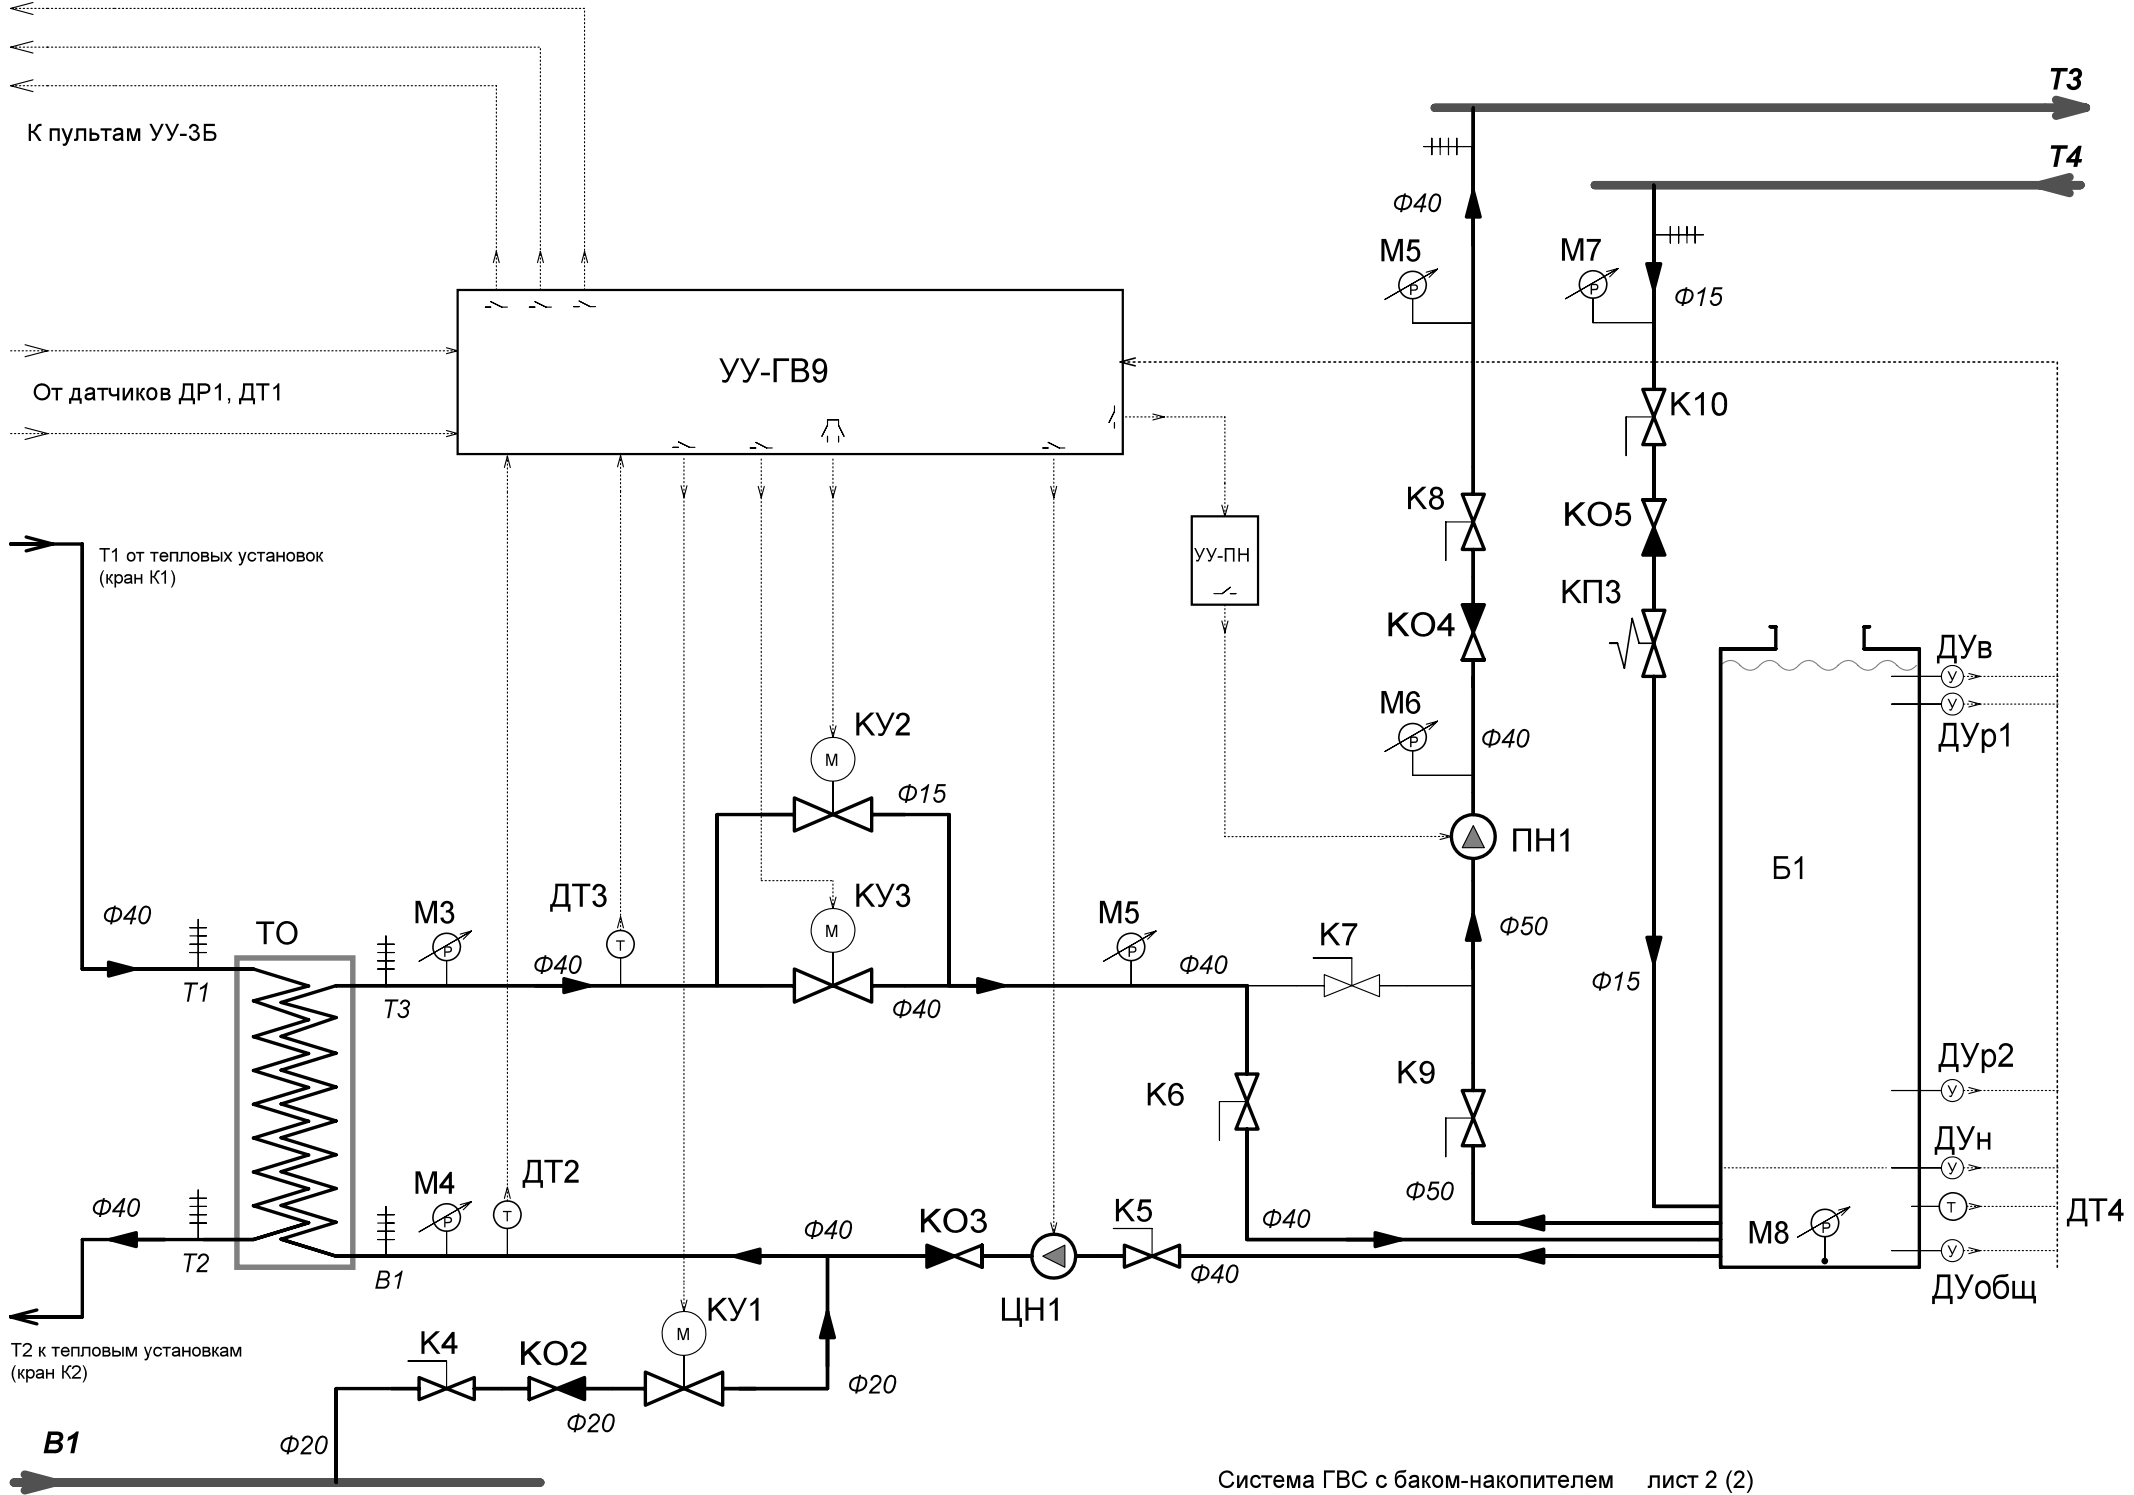 Т3
К пультам УУ-3Б
Т4
Ф40
М5
P
М7
P
Ф15
УУ-ГВ9
От датчиков ДР1, ДТ1
К10
К8
КО5
Т1 от тепловых установок
(кран К1)
УУ-ПН
КП3
КО4
ДУв
У
М6
P
Ф40
У
ДУр1
КУ2
М
Ф15
ПН1
Б1
Ф40
ТО
М3
P
ДТ3
Т
КУ3
М
М5
P
К7
Ф50
Т1
Т3
Ф40
Ф40
Ф40
Ф15
К6
К9
ДУр2
У
ДУн
У
Ф40
Т2
М4
P
ДТ2
Т
В1
Ф40
КО3
К5
Ф50
Ф40
М8
P
Т
ДТ4
У
ЦН1
Ф40
ДУобщ
Т2 к тепловым установкам
(кран К2)
К4
КО2
КУ1
М
Ф20
Ф20
В1
Ф20
Система ГВС с баком-накопителем лист 2 (2)